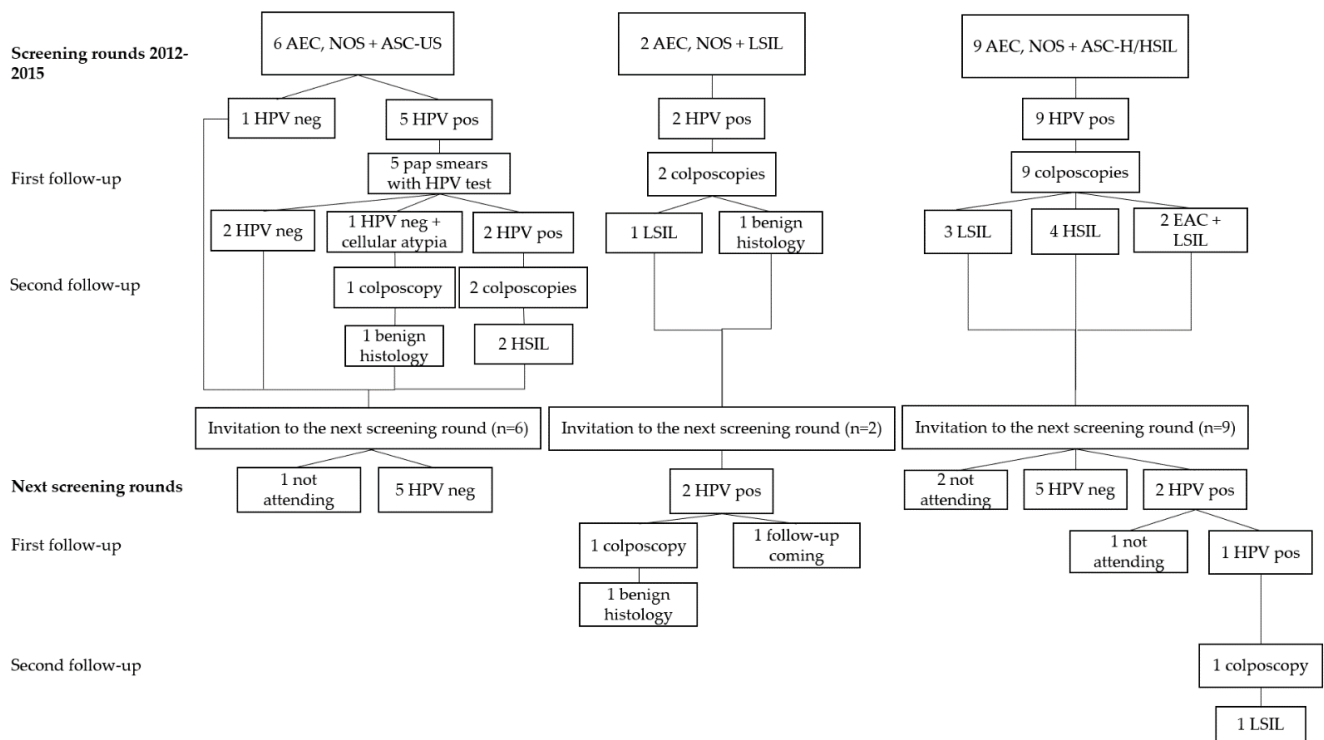 Screening rounds 2012-
2015
6 AEC, NOS + ASC-US
2 AEC, NOS + LSIL
9 AEC, NOS + ASC-H/HSIL
1 HPV neg
5 HPV pos
2 HPV pos
9 HPV pos
First follow-up
5 pap smears
with HPV test
2 colposcopies
9 colposcopies
2 HPV neg
1 HPV neg +
cellular atypia
2 HPV pos
1 LSIL
1 benign
histology
3 LSIL
4 HSIL
2 EAC +
LSIL
Second follow-up
1 colposcopy
2 colposcopies
1 benign
histology
2 HSIL
Invitation to the next screening round (n=6)
Invitation to the next screening round (n=2)
Invitation to the next screening round (n=9)
Next screening rounds
1 not
attending
5 HPV neg
2 HPV pos
2 not
attending
5 HPV neg
2 HPV pos
First follow-up
1 colposcopy
1 follow-up
coming
1 not
attending
1 HPV pos
1 benign
histology
Second follow-up
1 colposcopy
1 LSIL